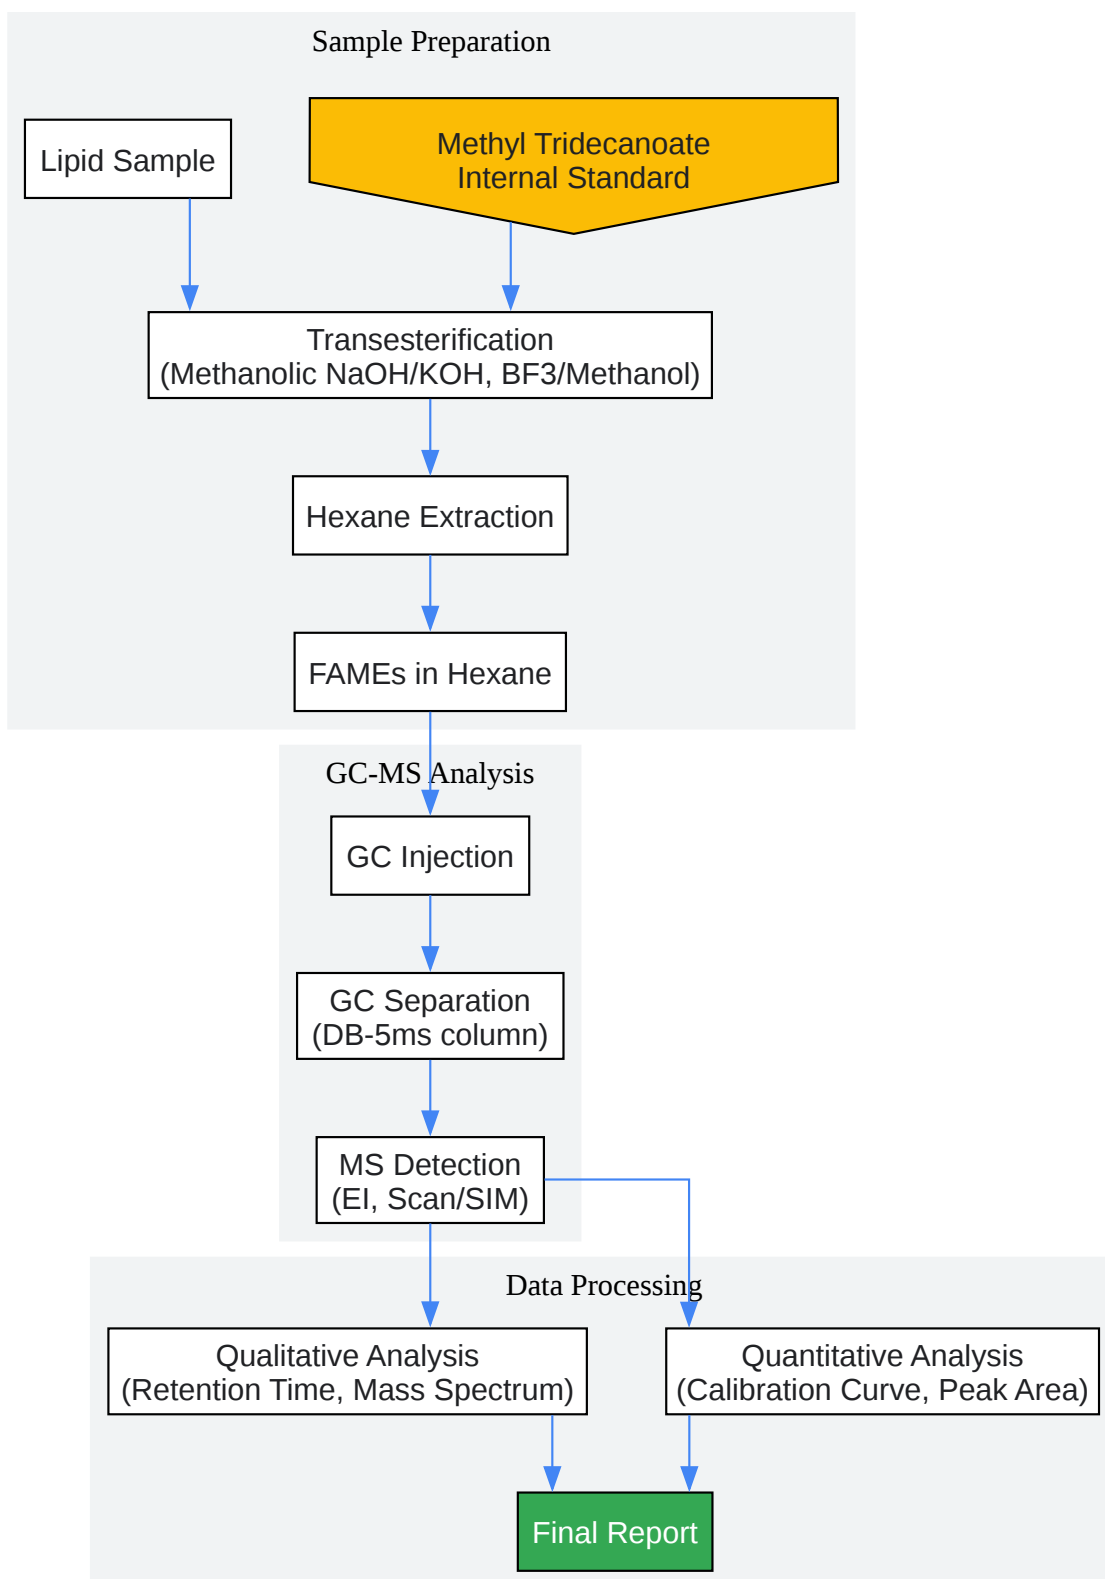 Sample Preparation
Lipid Sample
Methyl Tridecanoate
Internal Standard
Transesterification
(Methanolic NaOH/KOH, BF3/Methanol)
Hexane Extraction
FAMEs in Hexane
GC-MS Analysis
GC Injection
GC Separation
(DB-5ms column)
MS Detection
(EI, Scan/SIM)
Data Processing
Qualitative Analysis
(Retention Time, Mass Spectrum)
Quantitative Analysis
(Calibration Curve, Peak Area)
Final Report